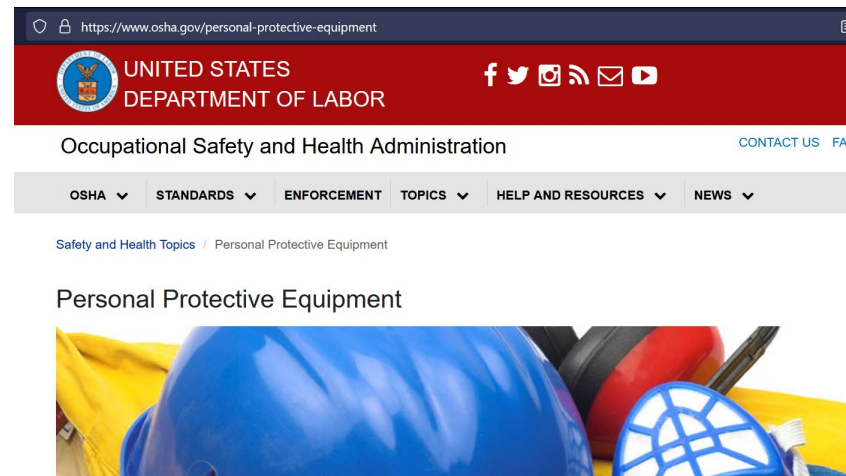 https://www.osha.gov/personal-protective-equipment
UNITED STATES
DEPARTMENT OF LABOR
Occupational Safety and Health Administration
CONTACT US FA
OSHA STANDARDS ENFORCEMENT TOPICS HELP AND RESOURCES NEWS
Safety and Health Topics / Personal Protective Equipment
Personal Protective Equipment